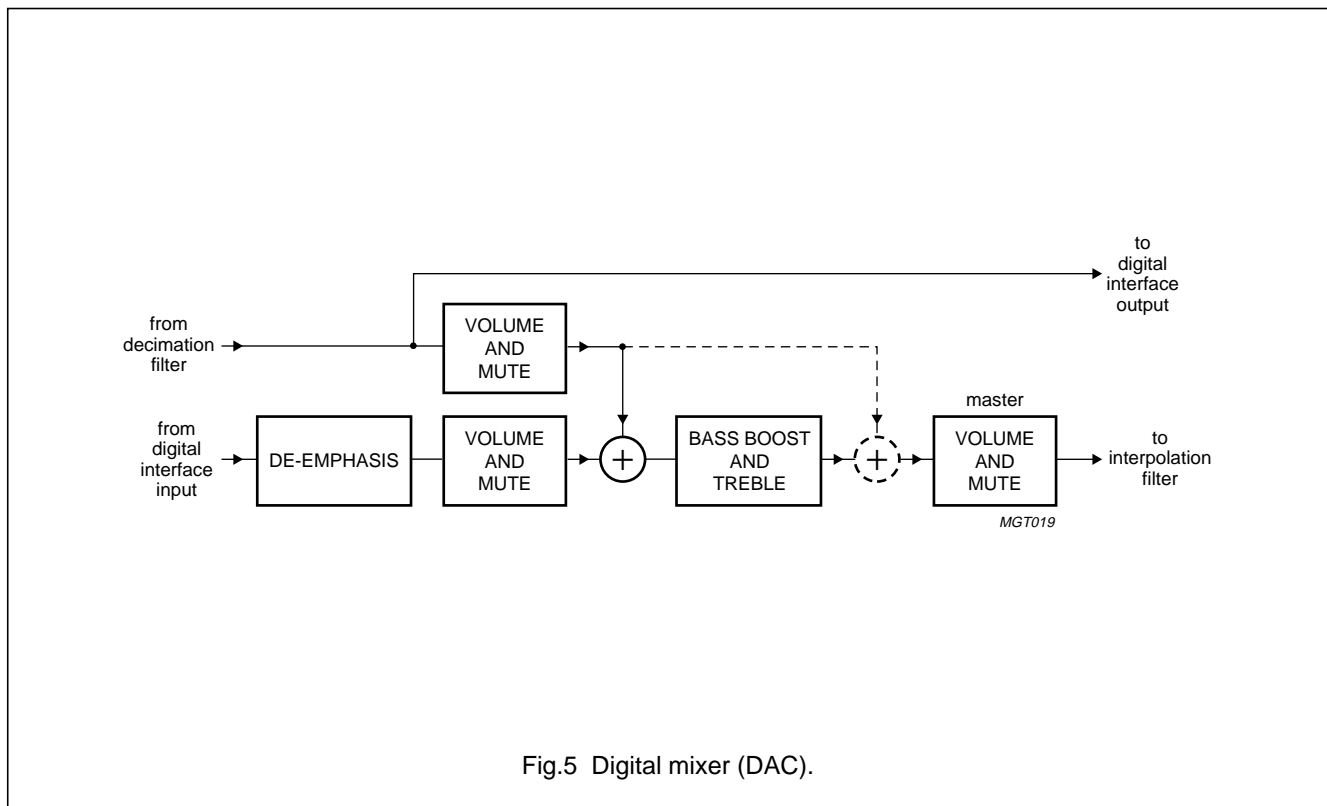 to
digital
interface
output
from
decimation
filter
VOLUME
AND
MUTE
master
from
digital
interface
input
DE-EMPHASIS
VOLUME
AND
MUTE
+
BASS BOOST
AND
TREBLE
+
VOLUME
AND
MUTE
to
interpolation
filter
MGT019
Fig.5 Digital mixer (DAC).